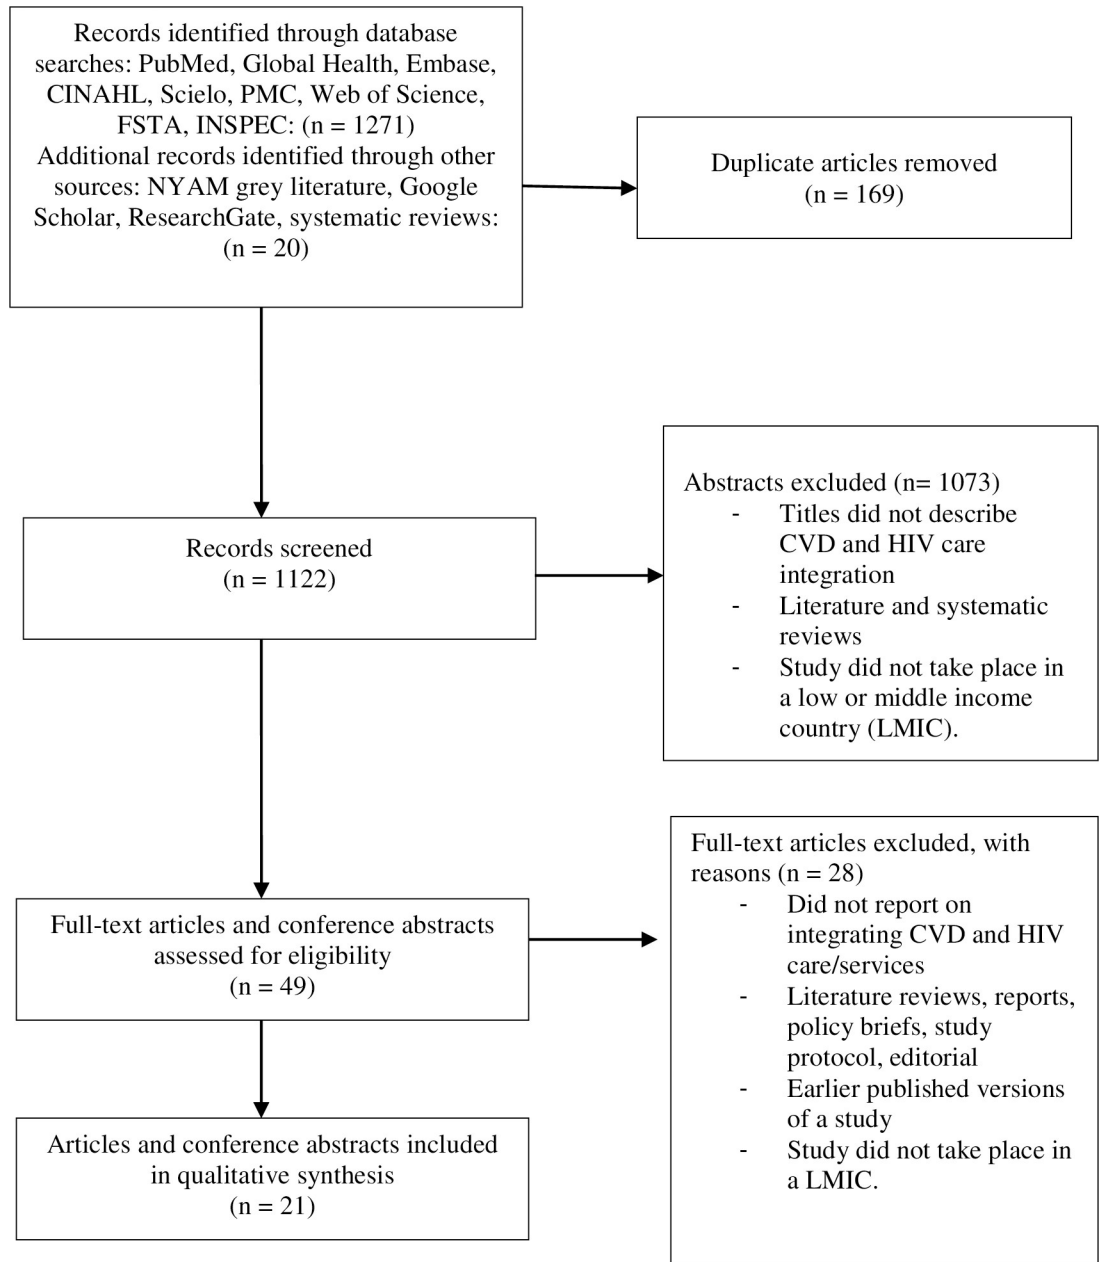 Records identified through database
searches: PubMed, Global Health, Embase,
CINAHL, Scielo, PMC, Web of Science,
FSTA, INSPEC: (n = 1271)
Additional records identified through other
sources: NYAM grey literature, Google
Scholar, ResearchGate, systematic reviews:
(n = 20)
Duplicate articles removed
(n = 169)
Records screened
(n = 1122)
Abstracts excluded (n= 1073)
- Titles did not describe
CVD and HIV care
integration
- Literature and systematic
reviews
- Study did not take place in
a low or middle income
country (LMIC).
Full-text articles and conference abstracts
assessed for eligibility
(n = 49)
Full-text articles excluded, with
reasons (n = 28)
- Did not report on
integrating CVD and HIV
care/services
- Literature reviews, reports,
policy briefs, study
protocol, editorial
- Earlier published versions
of a study
- Study did not take place in
a LMIC.
Articles and conference abstracts included
in qualitative synthesis
(n = 21)